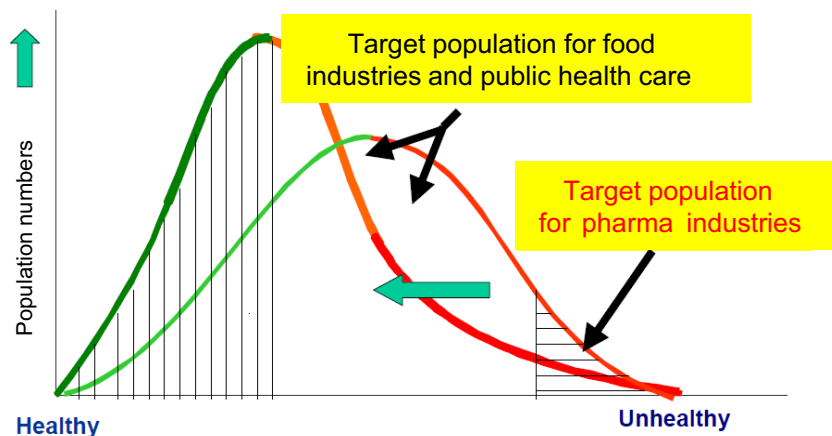 Target population for food
industries and public health care
Target population
for pharma industries
Population numbers
Healthy
Unhealthy